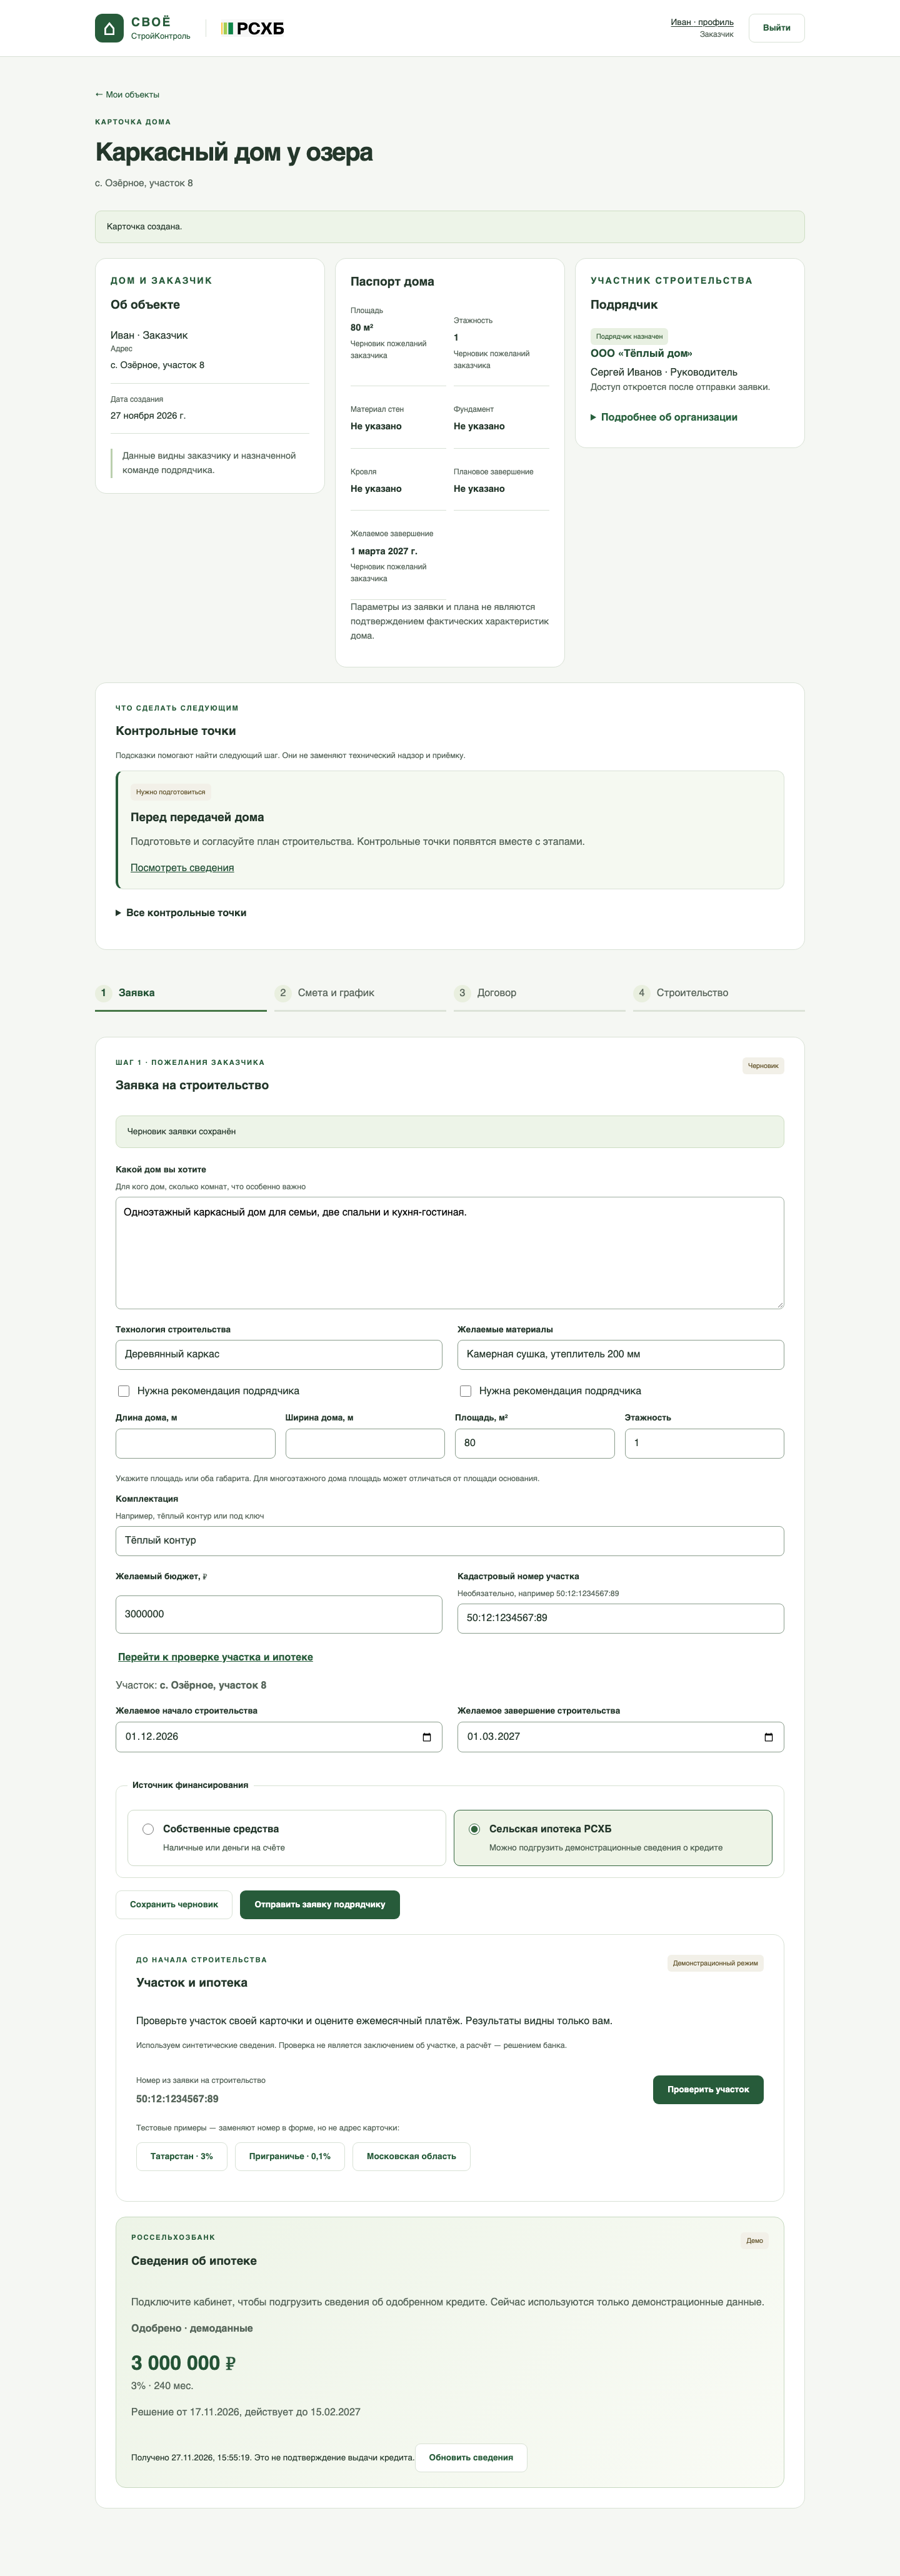 СВОЁ
СтройКонтроль
РСХБ
Иван · профиль
Заказчик
Выйти
← Мои объекты
КАРТОЧКА ДОМА
Каркасный дом у озера
с. Озёрное, участок 8
Карточка создана.
ДОМ И ЗАКАЗЧИК
Об объекте
Иван · Заказчик
Адрес
с. Озёрное, участок 8
Дата создания
27 ноября 2026 г.
Данные видны заказчику и назначенной
команде подрядчика.
Паспорт дома
Площадь
80 м²
Черновик пожеланий
заказчика
Этажность
1
Черновик пожеланий
заказчика
Материал стен
Не указано
Фундамент
Не указано
Кровля
Не указано
Плановое завершение
Не указано
Желаемое завершение
1 марта 2027 г.
Черновик пожеланий
заказчика
Параметры из заявки и плана не являются
подтверждением фактических характеристик
дома.
УЧАСТНИК СТРОИТЕЛЬСТВА
Подрядчик
Подрядчик назначен
ООО «Тёплый дом»
Сергей Иванов · Руководитель
Доступ откроется после отправки заявки.
▶ Подробнее об организации
ЧТО СДЕЛАТЬ СЛЕДУЮЩИМ
Контрольные точки
Подсказки помогают найти следующий шаг. Они не заменяют технический надзор и приёмку.
Нужно подготовиться
Перед передачей дома
Подготовьте и согласуйте план строительства. Контрольные точки появятся вместе с этапами.
Посмотреть сведения
▶ Все контрольные точки
1 Заявка
2 Смета и график
3 Договор
4 Строительство
ШАГ 1 · ПОЖЕЛАНИЯ ЗАКАЗЧИКА
Черновик
Заявка на строительство
Черновик заявки сохранён
Какой дом вы хотите
Для кого дом, сколько комнат, что особенно важно
Одноэтажный каркасный дом для семьи, две спальни и кухня-гостиная.
Технология строительства
Деревянный каркас
Нужна рекомендация подрядчика
Желаемые материалы
Камерная сушка, утеплитель 200 мм
Нужна рекомендация подрядчика
Длина дома, м
Ширина дома, м
Площадь, м²
80
Этажность
1
Укажите площадь или оба габарита. Для многоэтажного дома площадь может отличаться от площади основания.
Комплектация
Например, тёплый контур или под ключ
Тёплый контур
Желаемый бюджет, ₽
3000000
Кадастровый номер участка
Необязательно, например 50:12:1234567:89
50:12:1234567:89
Перейти к проверке участка и ипотеке
Участок: с. Озёрное, участок 8
Желаемое начало строительства
01.12.2026
Желаемое завершение строительства
01.03.2027
Источник финансирования
Собственные средства
Наличные или деньги на счёте
Сельская ипотека РСХБ
Можно подгрузить демонстрационные сведения о кредите
Сохранить черновик
Отправить заявку подрядчику
ДО НАЧАЛА СТРОИТЕЛЬСТВА
Демонстрационный режим
Участок и ипотека
Проверьте участок своей карточки и оцените ежемесячный платёж. Результаты видны только вам.
Используем синтетические сведения. Проверка не является заключением об участке, а расчёт — решением банка.
Номер из заявки на строительство
50:12:1234567:89
Проверить участок
Тестовые примеры — заменяют номер в форме, но не адрес карточки:
Татарстан · 3%
Приграничье · 0,1%
Московская область
РОССЕЛЬХОЗБАНК
Демо
Сведения об ипотеке
Подключите кабинет, чтобы подгрузить сведения об одобренном кредите. Сейчас используются только демонстрационные данные.
Одобрено · демоданные
3 000 000 ₽
3% · 240 мес.
Решение от 17.11.2026, действует до 15.02.2027
Получено 27.11.2026, 15:55:19. Это не подтверждение выдачи кредита.
Обновить сведения